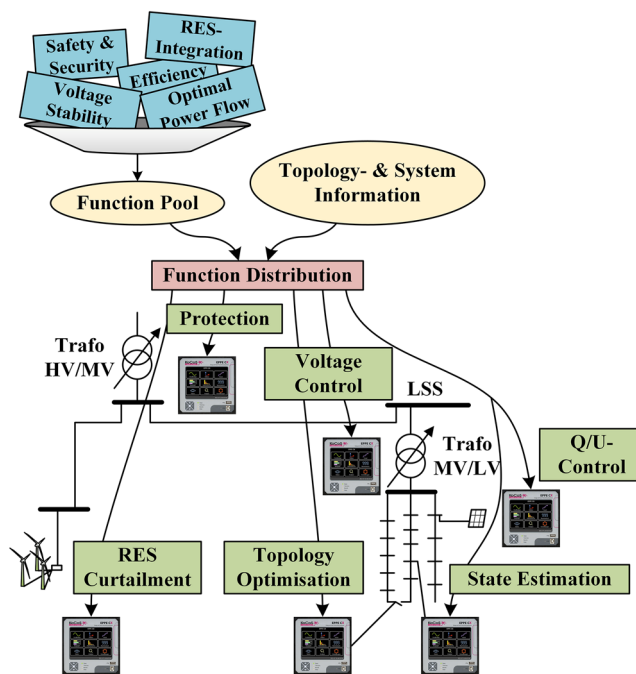 Safety &
Security
RES-
Integration
Efficiency
Voltage
Stability
Optimal
Power Flow
Function Pool
Topology- & System
Information
Function Distribution
Protection
Trafo
HV/MV
Voltage
Control
LSS
Trafo
MV/LV
Q/U-
Control
RES
Curtailment
Topology
Optimisation
State Estimation